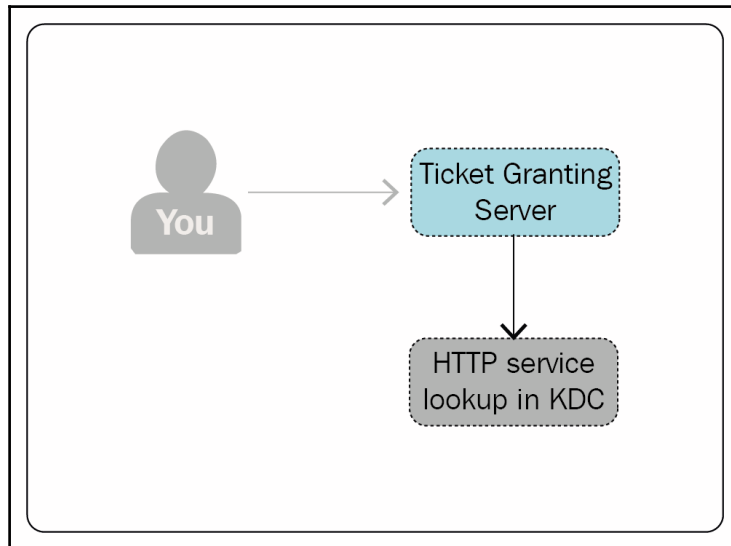 You
Ticket Granting
Server
HTTP service
lookup in KDC